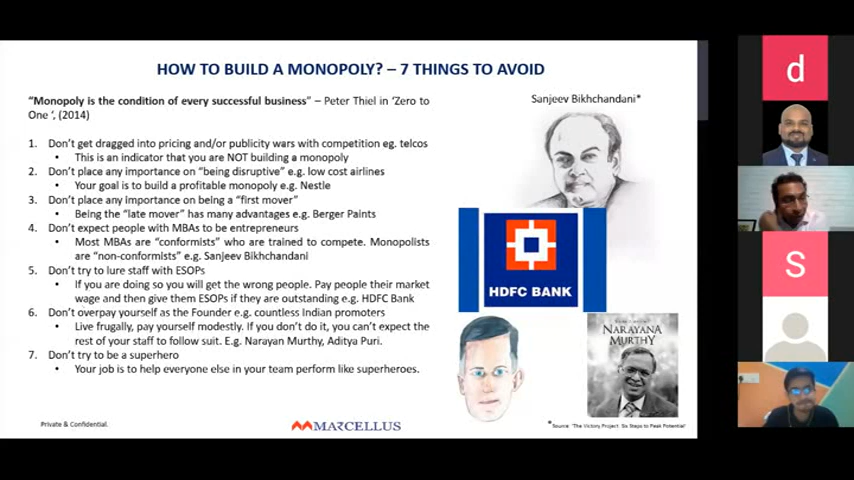 HOW TO BUILD A MONOPOLY? – 7 THINGS TO AVOID
“Monopoly is the condition of every successful business” – Peter Thiel in ‘Zero to
One ‘, (2014)
1. Don’t get dragged into pricing and/or publicity wars with competition eg. telcos
• This is an indicator that you are NOT building a monopoly
2. Don’t place any importance on “being disruptive” e.g. low cost airlines
• Your goal is to build a profitable monopoly e.g. Nestle
3. Don’t place any importance on being a “first mover”
• Being the “late mover” has many advantages e.g. Berger Paints
4. Don’t expect people with MBAs to be entrepreneurs
• Most MBAs are “conformists” who are trained to compete. Monopolists
are “non-conformists” e.g. Sanjeev Bikhchandani
5. Don’t try to lure staff with ESOPs
• If you are doing so you will get the wrong people. Pay people their market
wage and then give them ESOPs if they are outstanding e.g. HDFC Bank
6. Don’t overpay yourself as the Founder e.g. countless Indian promoters
• Live frugally, pay yourself modestly. If you don’t do it, you can’t expect the
rest of your staff to follow suit. E.g. Narayan Murthy, Aditya Puri.
7. Don’t try to be a superhero
• Your job is to help everyone else in your team perform like superheroes.
Sanjeev Bikhchandani*
HDFC BANK
NARAYANA
MURTHY
Private & Confidential.
MARCELLUS
*Source: ‘The Victory Project: Six Steps to Peak Potential’
d
S